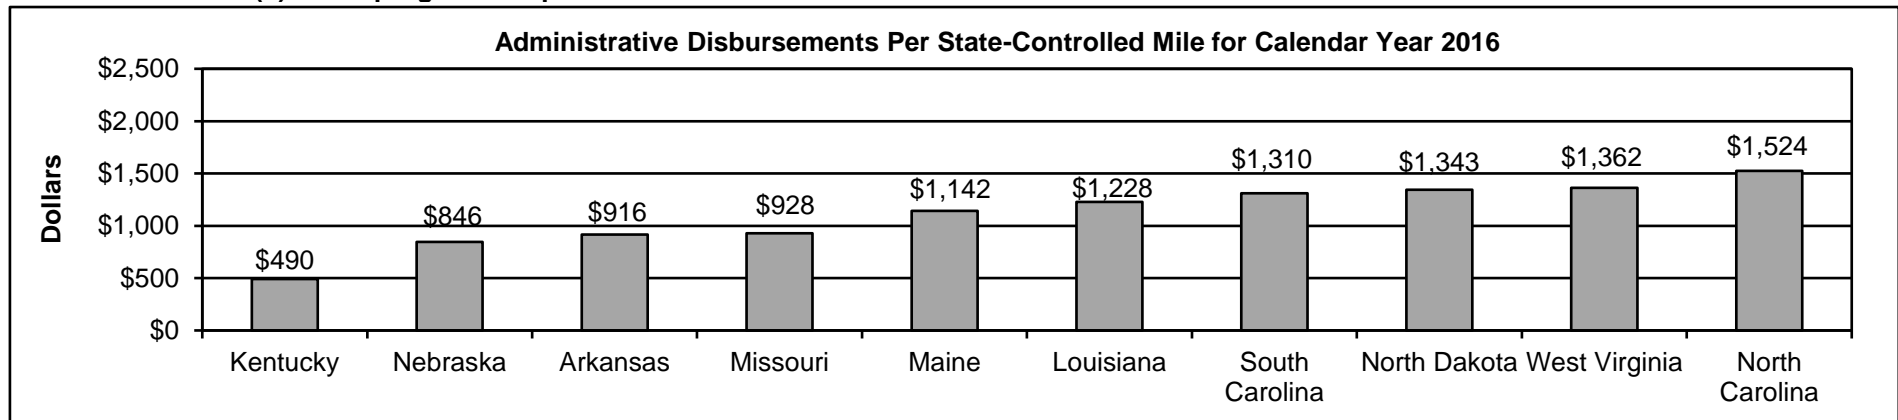 Administrative Disbursements Per State-Controlled Mile for Calendar Year 2016
$2,500
$2,000
$1,500
$1,000
$500
$0
Dollars
$490
$846
$916
$928
$1,142
$1,228
$1,310
$1,343
$1,362
$1,524
Kentucky
Nebraska
Arkansas
Missouri
Maine
Louisiana
South
Carolina
North Dakota
West Virginia
North
Carolina